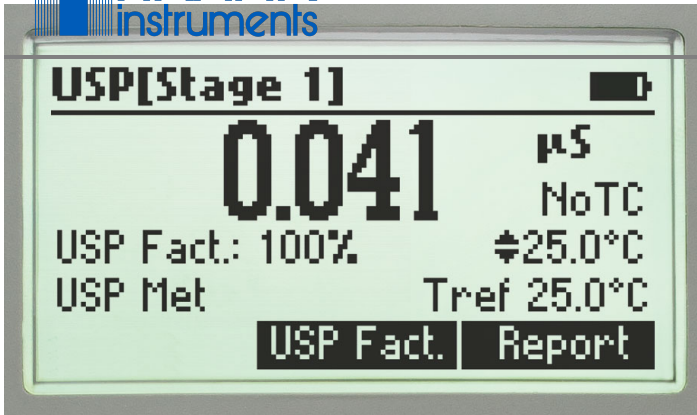 instruments
USP[Stage 1]
0.041 µS
NoTC
USP Fact.: 100% 25.0°C
USP Met Tref 25.0°C
USP Fact. Report